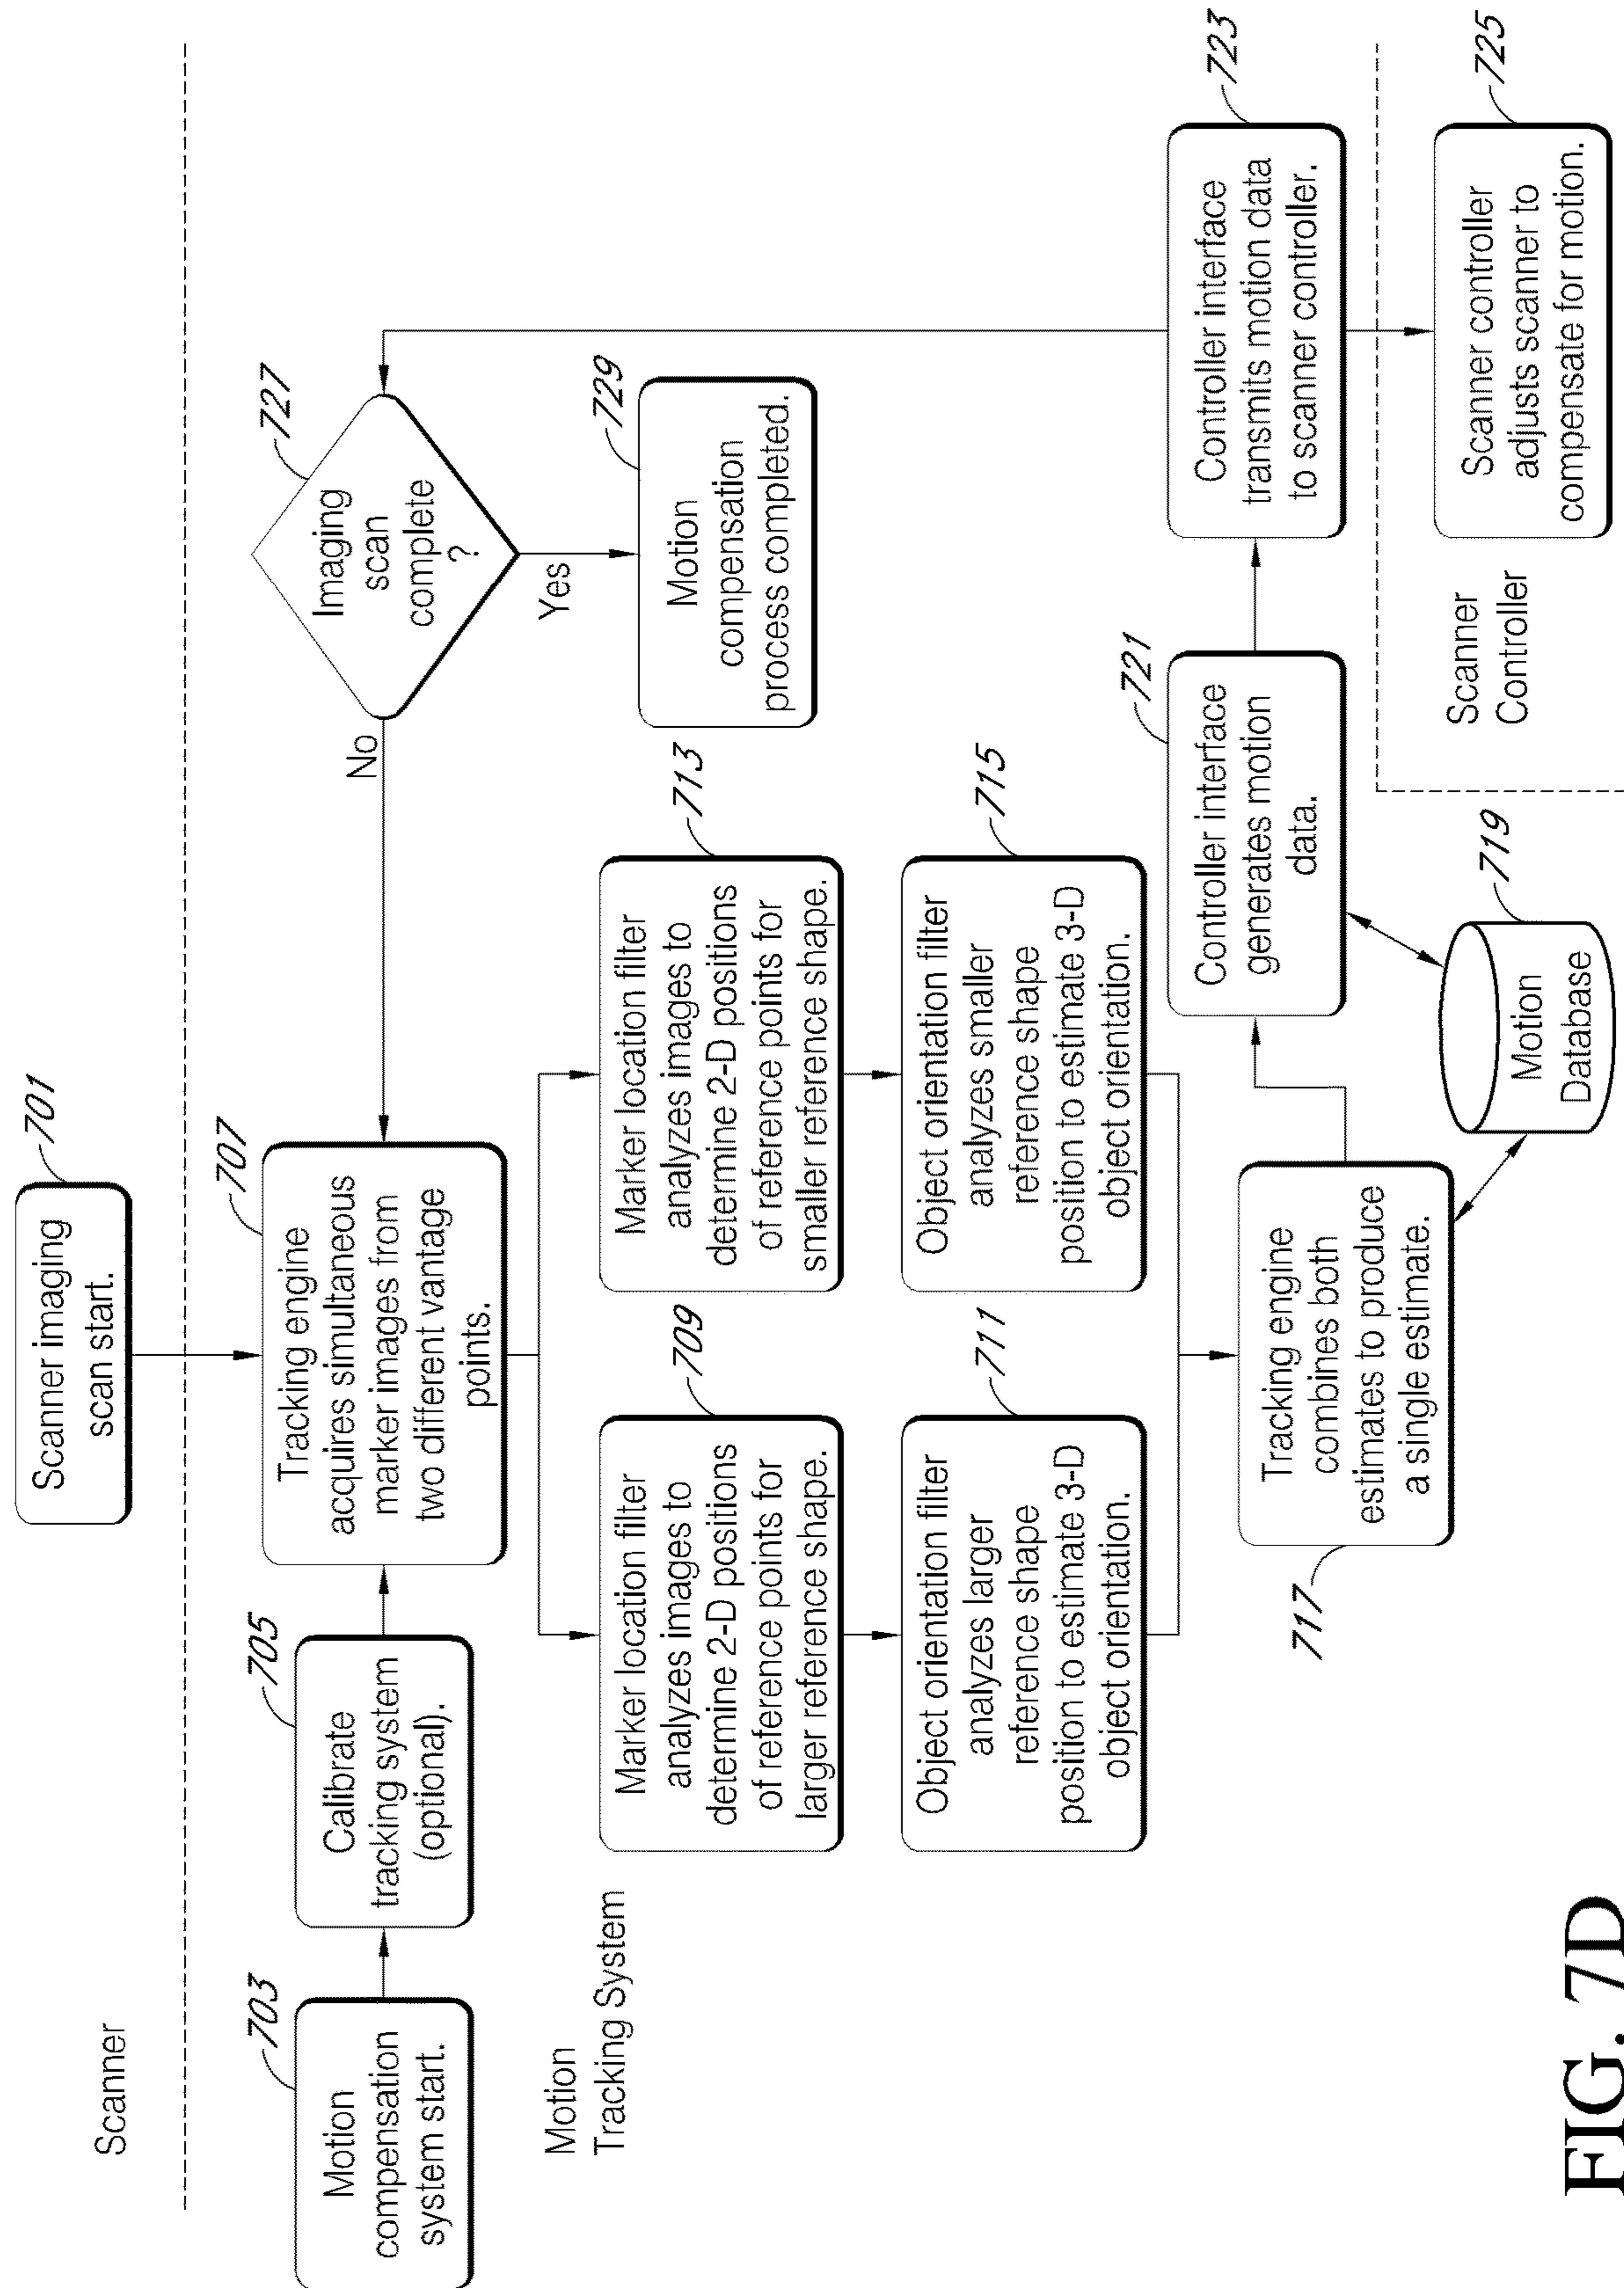 Scanner
Scanner imaging
scan start.
701
Motion
compensation
system start.
703
Calibrate
tracking system
(optional).
705
Tracking engine
acquires simultaneous
marker images from
two different vantage
points.
707
No
Imaging
scan
complete
?
727
Yes
Motion
compensation
process completed.
729
Motion
Tracking System
Marker location filter
analyzes images to
determine 2-D positions
of reference points for
larger reference shape.
709
Marker location filter
analyzes images to
determine 2-D positions
of reference points for
smaller reference shape.
713
Object orientation filter
analyzes larger
reference shape
position to estimate 3-D
object orientation.
711
Object orientation filter
analyzes smaller
reference shape
position to estimate 3-D
object orientation.
715
717
Tracking engine
combines both
estimates to produce
a single estimate.
Motion
Database
719
Controller interface
generates motion
data.
721
Controller interface
transmits motion data
to scanner controller.
723
Scanner
Controller
Scanner controller
adjusts scanner to
compensate for motion.
725
FIG. 7D